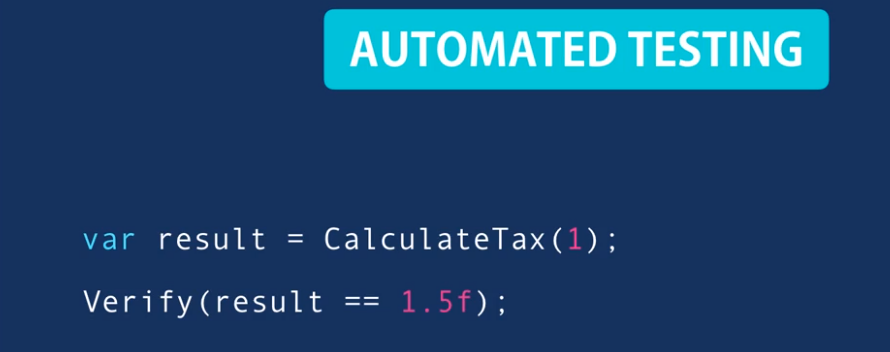 AUTOMATED TESTING
var result = CalculateTax(1);
Verify(result == 1.5f);